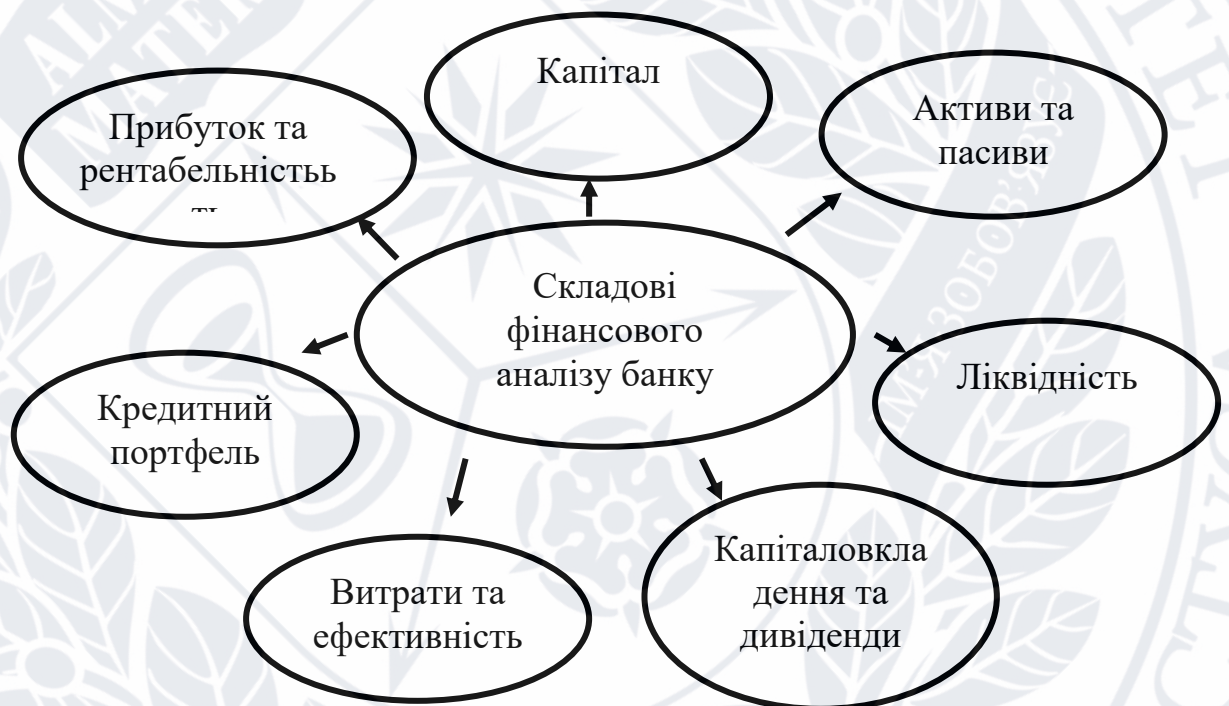 Капітал
Активи та
пасиви
Прибуток та
рентабельністьь
ть
Складові
фінансового
аналізу банку
Ліквідність
Кредитний
портфель
Капіталовкла
дення та
дивіденди
Витрати та
ефективність